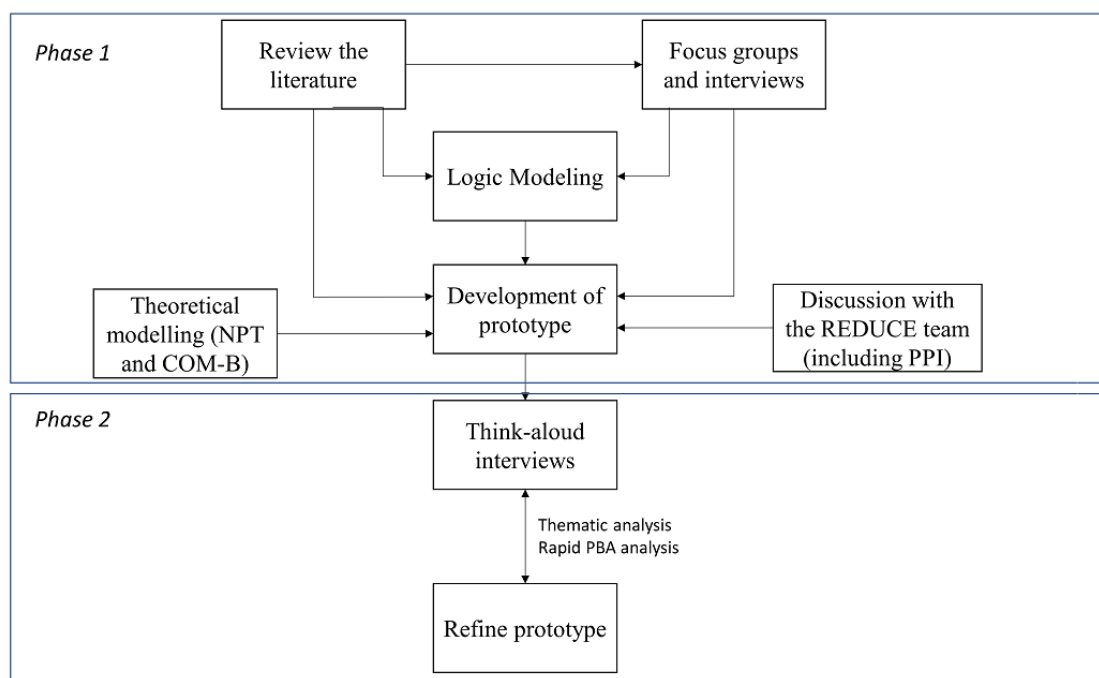 Phase 1
Review the
literature
Focus groups
and interviews
Logic Modeling
Development of
prototype
Theoretical
modelling (NPT
and COM-B)
Discussion with
the REDUCE team
(including PPI)
Phase 2
Think-aloud
interviews
Thematic analysis
Rapid PBA analysis
Refine prototype